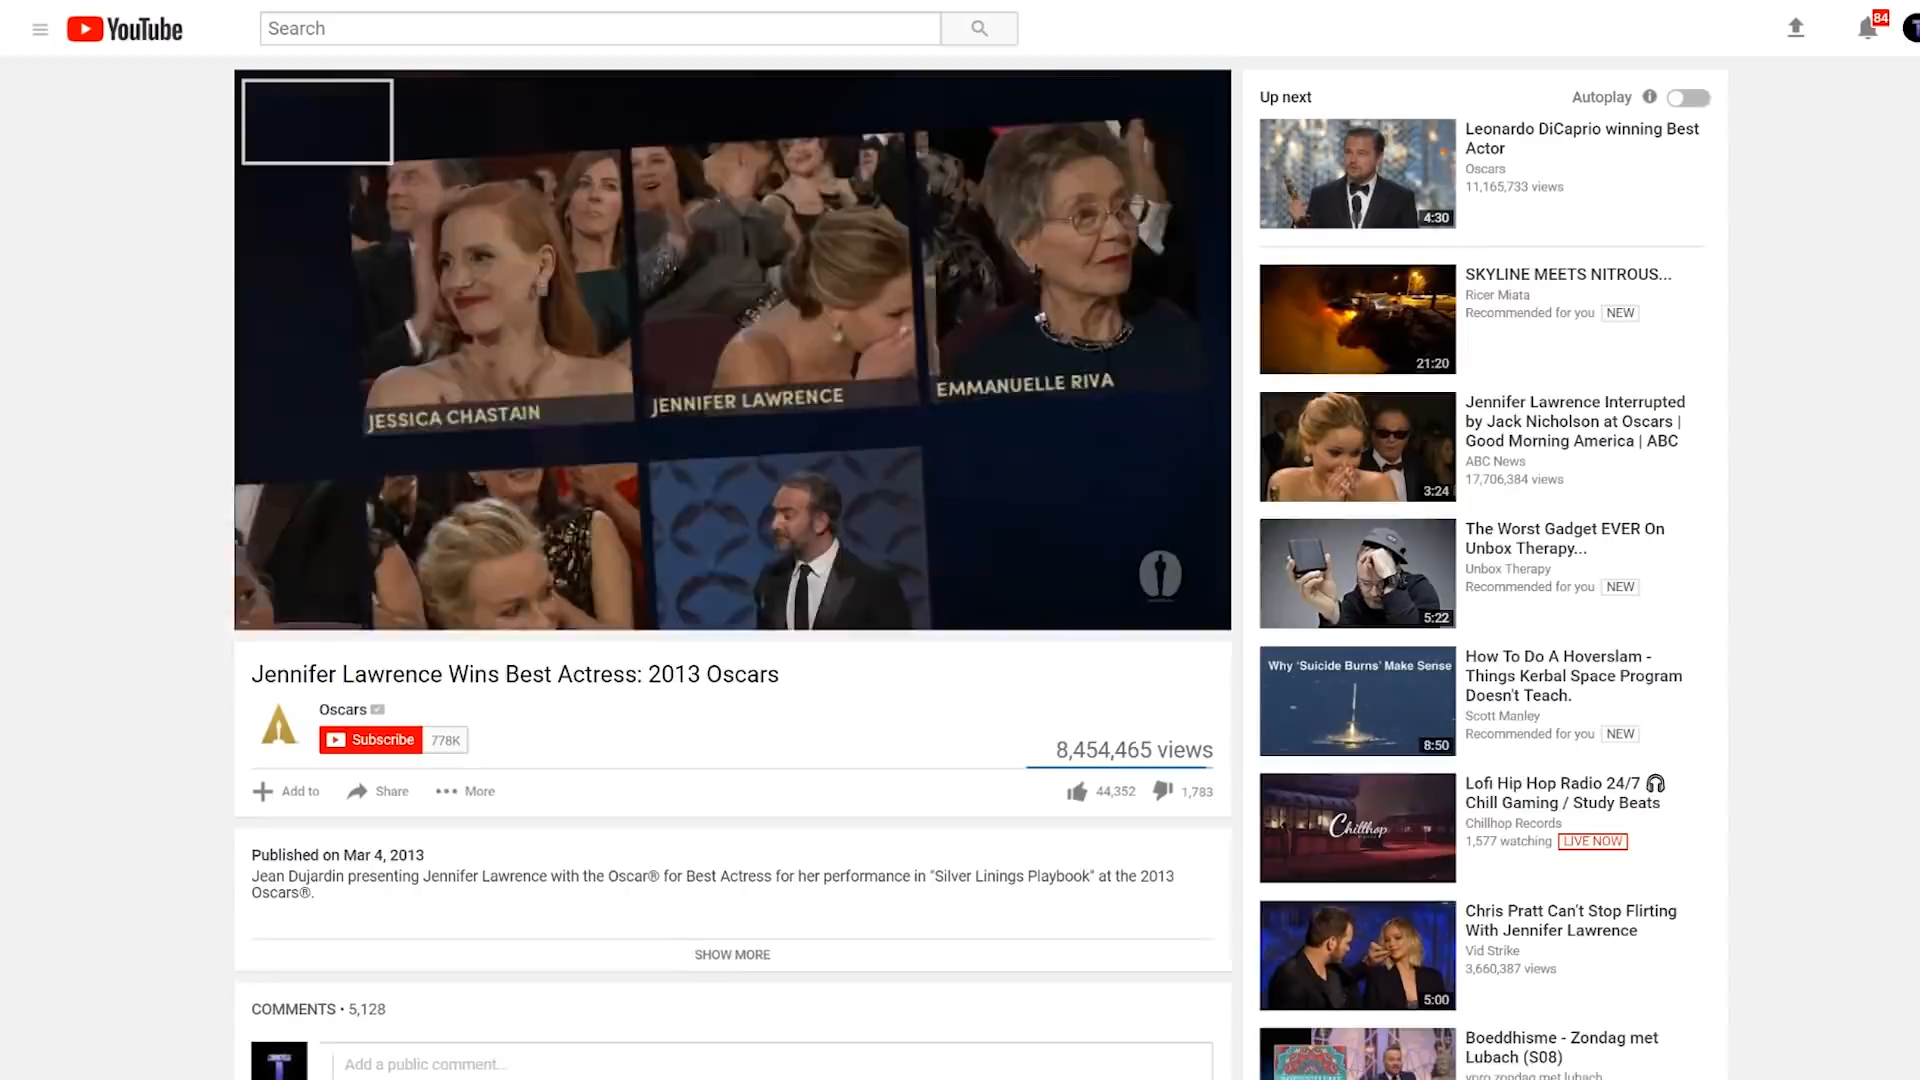 YouTube
Search
84
JESSICA CHASTAIN
JENNIFER LAWRENCE
EMMANUELLE RIVA
Jennifer Lawrence Wins Best Actress: 2013 Oscars
Oscars
Subscribe 778K
8,454,465 views
Add to Share More
44,352 1,783
Published on Mar 4, 2013
Jean Dujardin presenting Jennifer Lawrence with the Oscar® for Best Actress for her performance in "Silver Linings Playbook" at the 2013
Oscars®.
SHOW MORE
COMMENTS • 5,128
T
Add a public comment...
Up next
Autoplay
4:30
Leonardo DiCaprio winning Best
Actor
Oscars
11,165,733 views
21:20
SKYLINE MEETS NITROUS...
Ricer Miata
Recommended for you NEW
3:24
Jennifer Lawrence Interrupted
by Jack Nicholson at Oscars |
Good Morning America | ABC
ABC News
17,706,384 views
5:22
The Worst Gadget EVER On
Unbox Therapy...
Unbox Therapy
Recommended for you NEW
Why 'Suicide Burns' Make Sense
8:50
How To Do A Hoverslam -
Things Kerbal Space Program
Doesn't Teach.
Scott Manley
Recommended for you NEW
Chillhop
Lofi Hip Hop Radio 24/7 🎧
Chill Gaming / Study Beats
Chillhop Records
1,577 watching LIVE NOW
5:00
Chris Pratt Can't Stop Flirting
With Jennifer Lawrence
Vid Strike
3,660,387 views
Boeddhisme - Zondag met
Lubach (S08)
vpro zondag met lubach